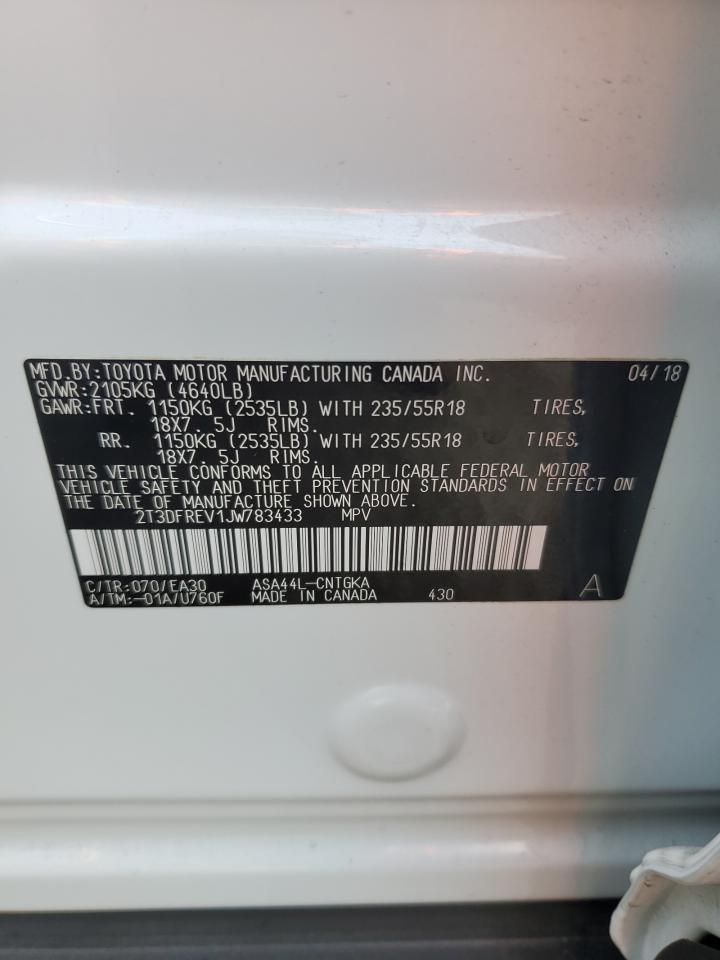 MFD.BY:TOYOTA MOTOR MANUFACTURING CANADA INC. 04/18
GVWR:2105KG (4640LB)
GAWR:FRT. 1150KG (2535LB) WITH 235/55R18 TIRES,
18X7. 5J RIMS.
RR. 1150KG (2535LB) WITH 235/55R18 TIRES,
18X7. 5J RIMS.
THIS VEHICLE CONFORMS TO ALL APPLICABLE FEDERAL MOTOR
VEHICLE SAFETY AND THEFT PREVENTION STANDARDS IN EFFECT ON
THE DATE OF MANUFACTURE SHOWN ABOVE.
2T3DFREV1JW783433 MPV
C/TR:070/EA30 ASA44L-CNTGKA
A/TM:-01A/U760F MADE IN CANADA 430 A